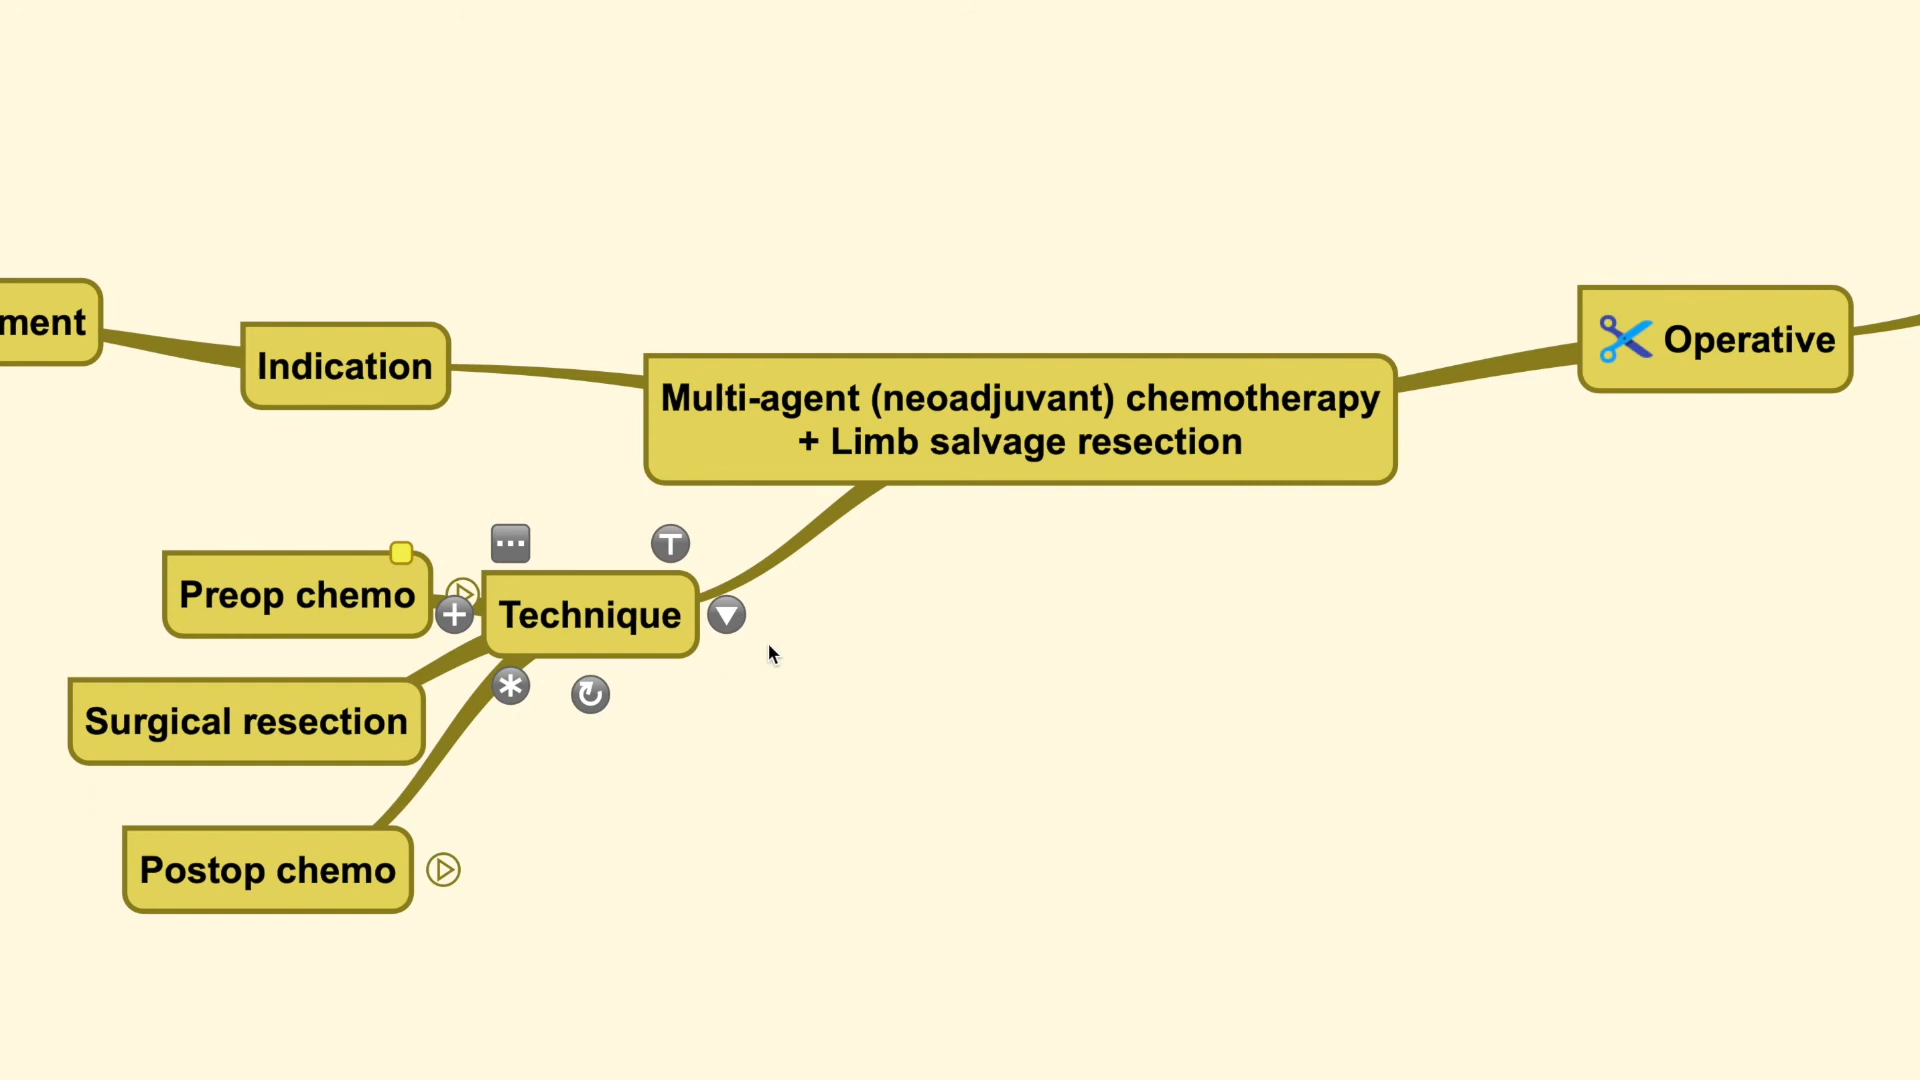 ment
Indication
Multi-agent (neoadjuvant) chemotherapy
+ Limb salvage resection
Operative
Preop chemo
Technique
Surgical resection
Postop chemo